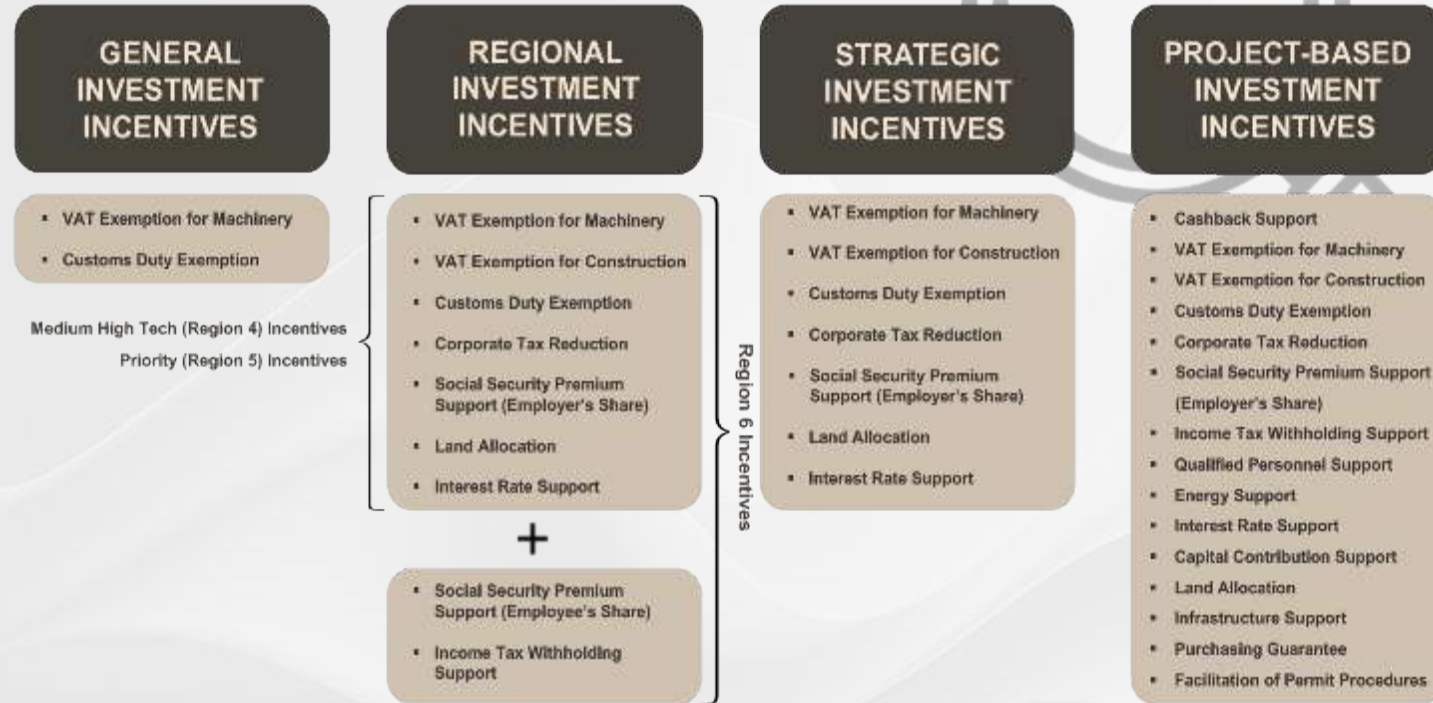 GENERAL
INVESTMENT
INCENTIVES
▪ VAT Exemption for Machinery
▪ Customs Duty Exemption
Medium High Tech (Region 4) Incentives
Priority (Region 5) Incentives
REGIONAL
INVESTMENT
INCENTIVES
▪ VAT Exemption for Machinery
▪ VAT Exemption for Construction
▪ Customs Duty Exemption
▪ Corporate Tax Reduction
▪ Social Security Premium
Support (Employer's Share)
▪ Land Allocation
▪ Interest Rate Support
+
▪ Social Security Premium
Support (Employee's Share)
▪ Income Tax Withholding
Support
Region 6 Incentives
STRATEGIC
INVESTMENT
INCENTIVES
▪ VAT Exemption for Machinery
▪ VAT Exemption for Construction
▪ Customs Duty Exemption
▪ Corporate Tax Reduction
▪ Social Security Premium
Support (Employer's Share)
▪ Land Allocation
▪ Interest Rate Support
PROJECT-BASED
INVESTMENT
INCENTIVES
▪ Cashback Support
▪ VAT Exemption for Machinery
▪ VAT Exemption for Construction
▪ Customs Duty Exemption
▪ Corporate Tax Reduction
▪ Social Security Premium Support
(Employer's Share)
▪ Income Tax Withholding Support
▪ Qualified Personnel Support
▪ Energy Support
▪ Interest Rate Support
▪ Capital Contribution Support
▪ Land Allocation
▪ Infrastructure Support
▪ Purchasing Guarantee
▪ Facilitation of Permit Procedures